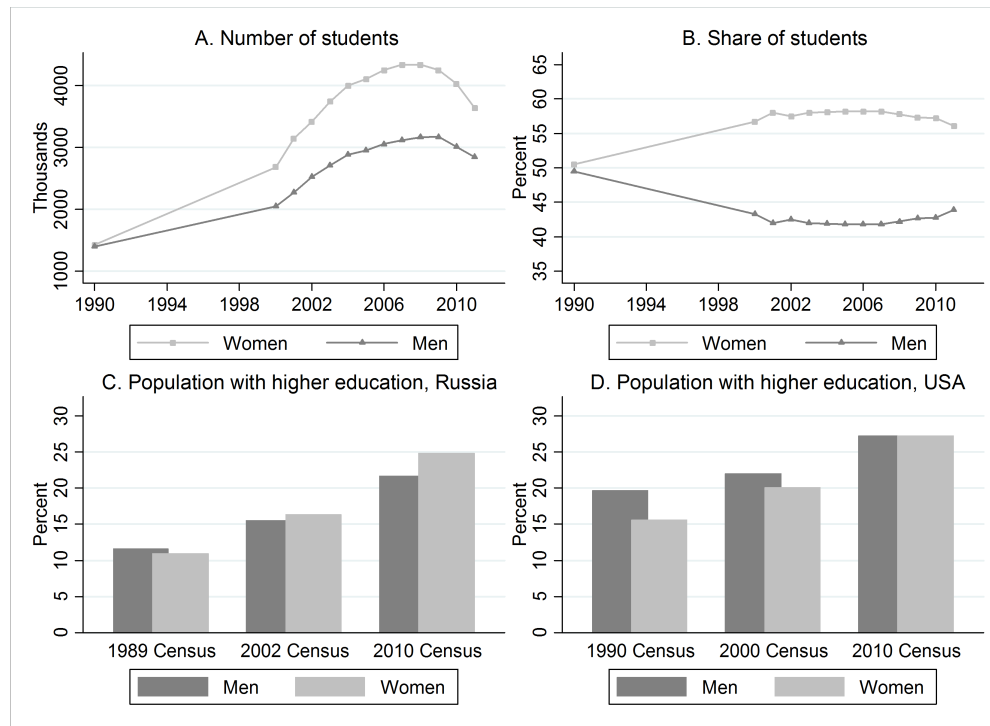 A. Number of students
Thousands
4000
3000
2000
1000
1990 1994 1998 2002 2006 2010
Women Men
B. Share of students
Percent
65
60
55
50
45
40
35
1990 1994 1998 2002 2006 2010
Women Men
C. Population with higher education, Russia
Percent
30
25
20
15
10
5
0
1989 Census 2002 Census 2010 Census
Men Women
D. Population with higher education, USA
Percent
30
25
20
15
10
5
0
1990 Census 2000 Census 2010 Census
Men Women